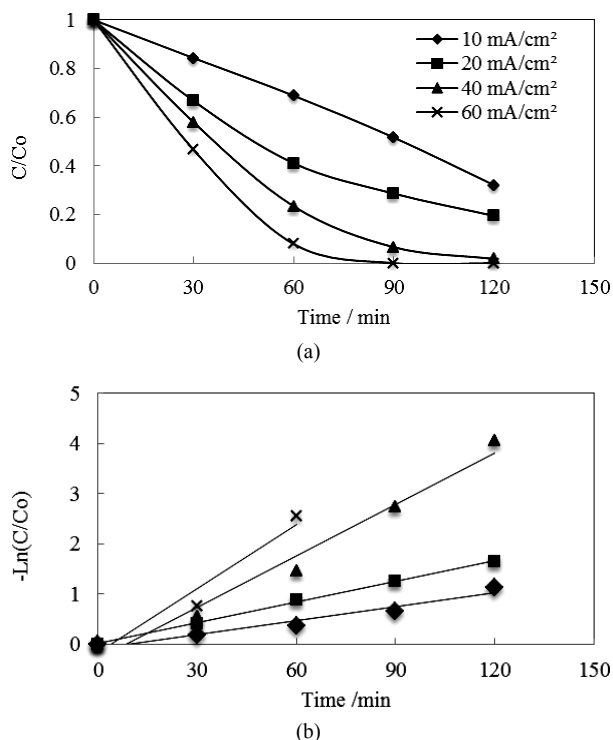 1
0.8
0.6
0.4
0.2
0
C/Co
10 mA/cm²
20 mA/cm²
40 mA/cm²
60 mA/cm²
0 30 60 90 120 150
Time / min
(a)
5
4
3
2
1
0
-Ln(C/Co)
0 30 60 90 120 150
Time /min
(b)